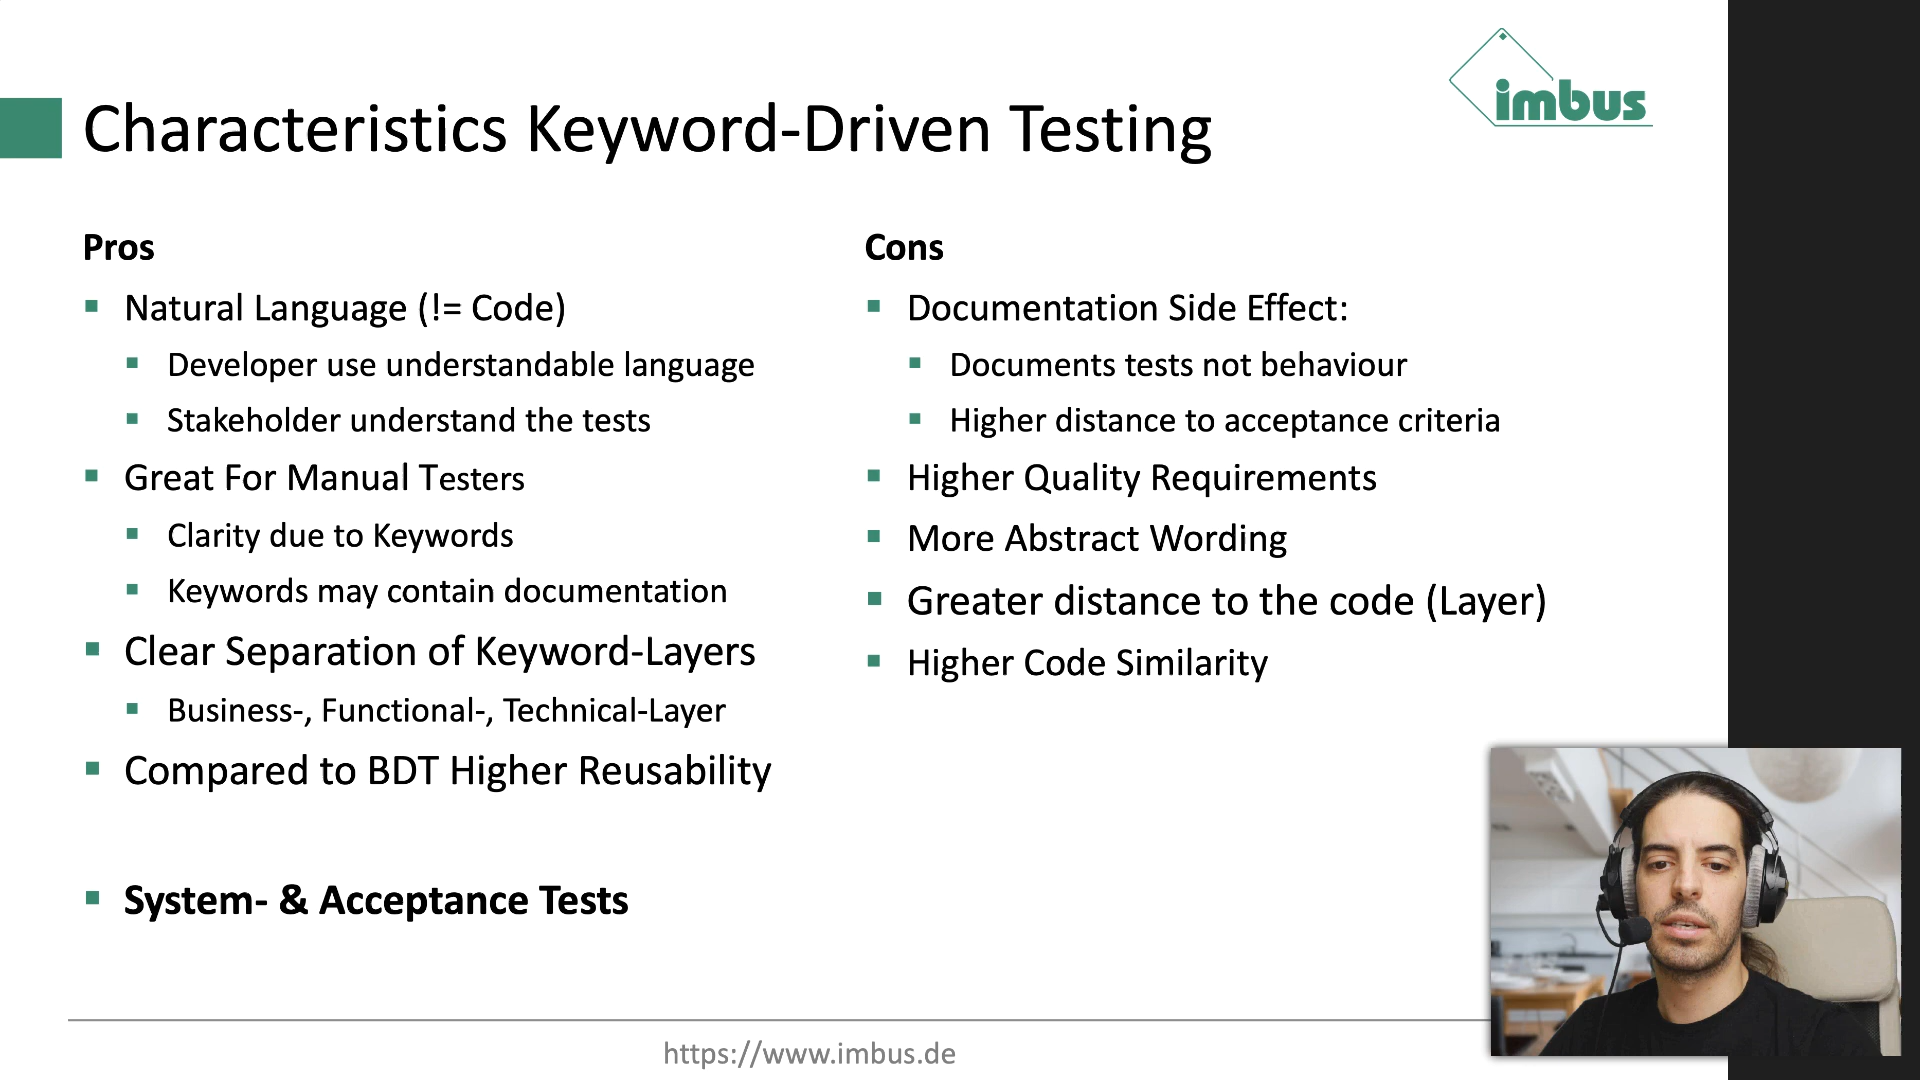 imbus
Characteristics Keyword-Driven Testing
Pros
Natural Language (!= Code)
Developer use understandable language
Stakeholder understand the tests
Great For Manual Testers
Clarity due to Keywords
Keywords may contain documentation
Clear Separation of Keyword-Layers
Business-, Functional-, Technical-Layer
Compared to BDT Higher Reusability
System- & Acceptance Tests
Cons
Documentation Side Effect:
Documents tests not behaviour
Higher distance to acceptance criteria
Higher Quality Requirements
More Abstract Wording
Greater distance to the code (Layer)
Higher Code Similarity
https://www.imbus.de